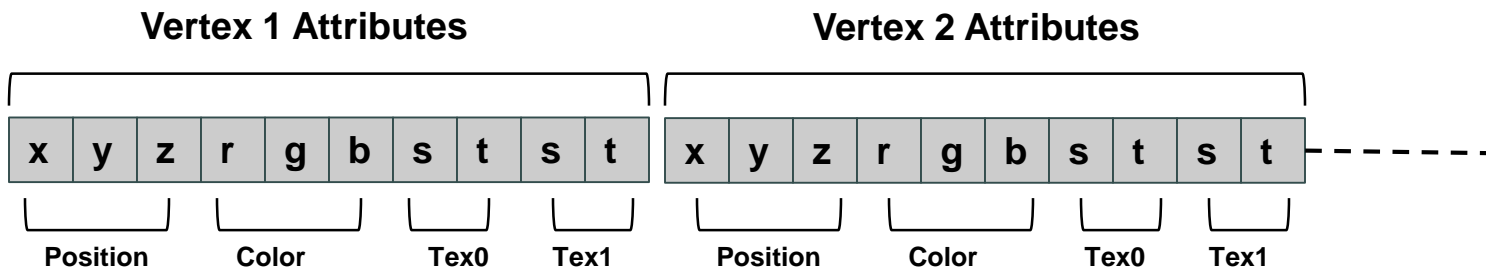 Vertex 1 Attributes Vertex 2 Attributes
x y z r g b s t s t x y z r g b s t s t
Position Color Tex0 Tex1 Position Color Tex0 Tex1